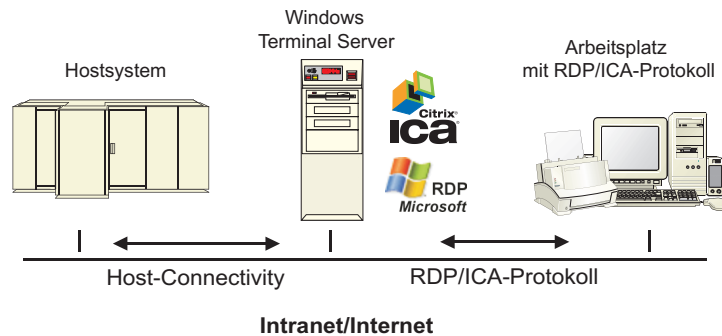 Hostsystem
Windows
Terminal Server
Arbeitsplatz
mit RDP/ICA-Protokoll
Citrix®
ICa
RDP
Microsoft
Host-Connectivity
RDP/ICA-Protokoll
Intranet/Internet